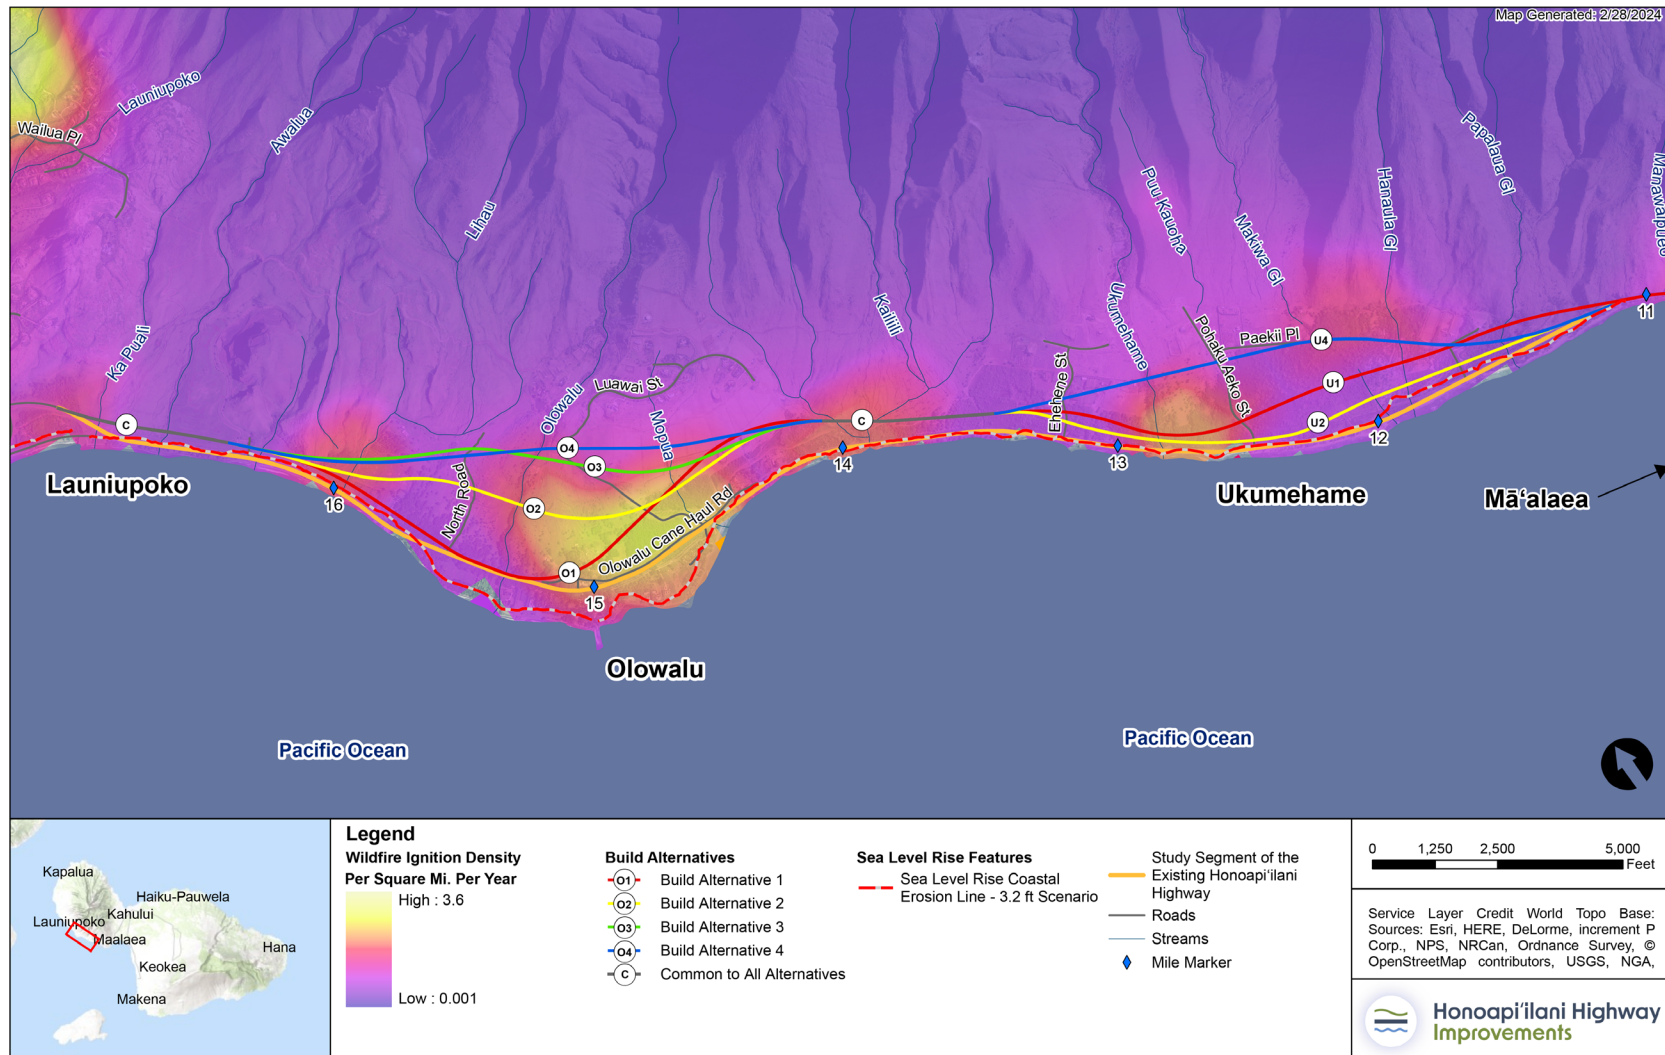 Map Generated: 2/28/2024
Launiupoko
Wailua Pl
Awalua
Lihau
Ka Puali
Olowalu
Luawai St
Mopua
Kailiili
Ukumehame
Puu Kauoha
Makiwa Gl
Hanaula Gl
Papalaua Gl
Manawaipueo
Pohaku Aeko St
Paekii Pl
Ehehene St
North Road
Olowalu Cane Haul Rd
C
O4
O3
O2
O1
C
U4
U1
U2
16
15
14
13
12
11
Launiupoko
Olowalu
Ukumehame
Māʻalaea
Pacific Ocean
Pacific Ocean
Kapalua
Haiku-Pauwela
Kahului
Launiupoko
Maalaea
Hana
Keokea
Makena
Legend
Wildfire Ignition Density
Per Square Mi. Per Year
High : 3.6
Low : 0.001
Build Alternatives
O1 Build Alternative 1
O2 Build Alternative 2
O3 Build Alternative 3
O4 Build Alternative 4
C Common to All Alternatives
Sea Level Rise Features
Sea Level Rise Coastal
Erosion Line - 3.2 ft Scenario
Study Segment of the
Existing Honoapiʻilani
Highway
Roads
Streams
Mile Marker
0 1,250 2,500 5,000
Feet
Service Layer Credit World Topo Base:
Sources: Esri, HERE, DeLorme, increment P
Corp., NPS, NRCan, Ordnance Survey, ©
OpenStreetMap contributors, USGS, NGA,
Honoapiʻilani Highway
Improvements